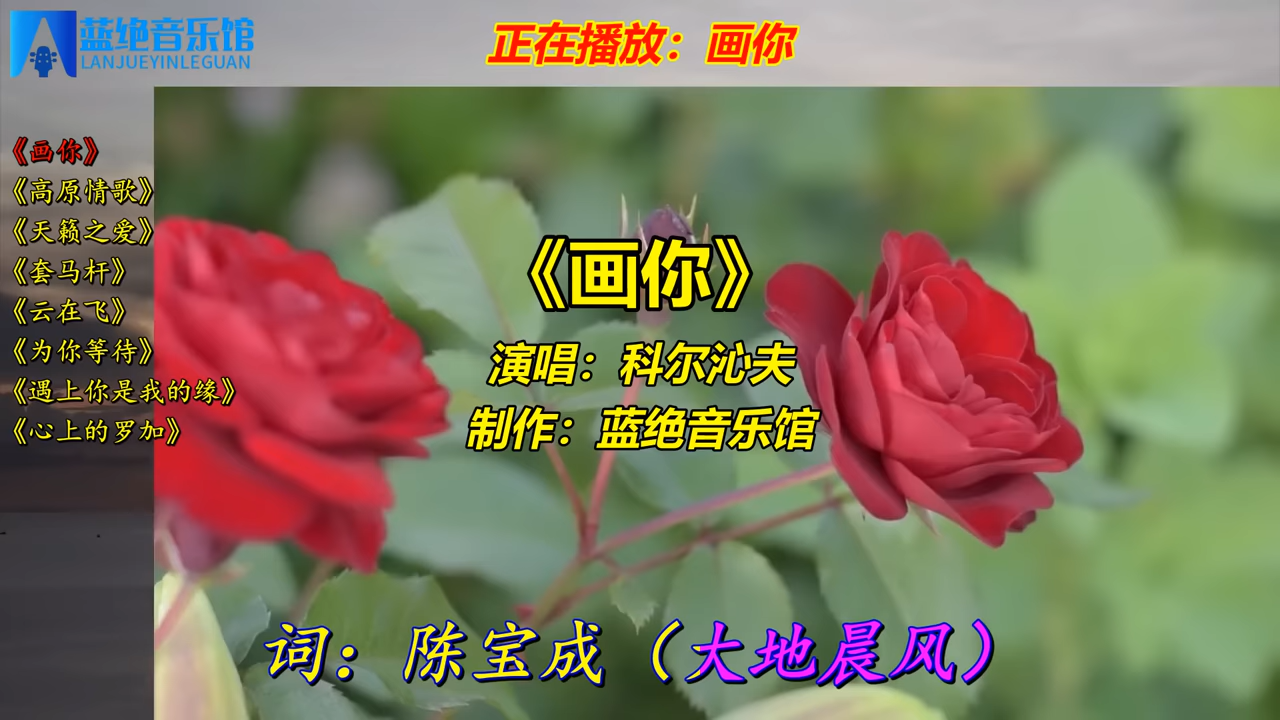 蓝绝音乐馆
LANJUEYINLEGUAN
正在播放：画你
《画你》
《高原情歌》
《天籁之爱》
《套马杆》
《云在飞》
《为你等待》
《遇上你是我的缘》
《心上的罗加》
《画你》
演唱：科尔沁夫
制作：蓝绝音乐馆
词：陈宝成（大地晨风）